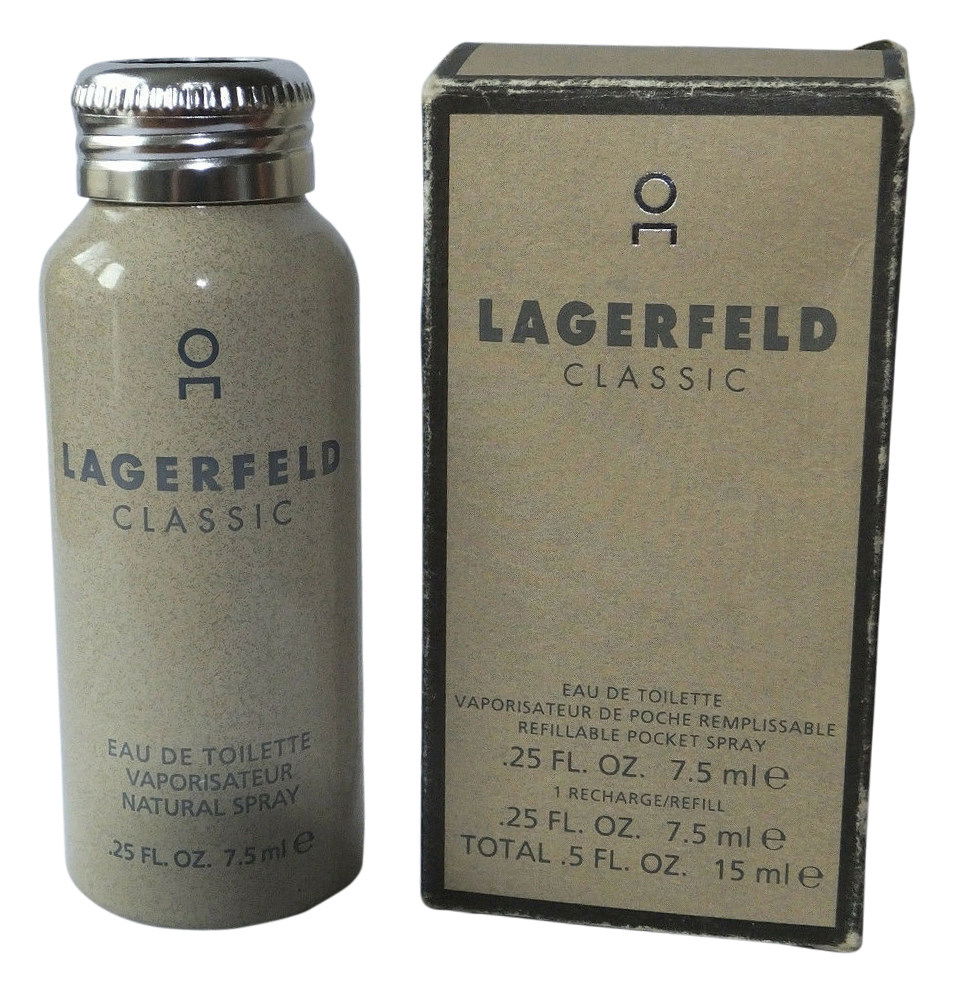 LAGERFELD
CLASSIC
EAU DE TOILETTE
VAPORISATEUR
NATURAL SPRAY
.25 FL. OZ. 7.5 ml ℮
LAGERFELD
CLASSIC
EAU DE TOILETTE
VAPORISATEUR DE POCHE REMPLISSABLE
REFILLABLE POCKET SPRAY
.25 FL. OZ. 7.5 ml ℮
1 RECHARGE/REFILL
.25 FL. OZ. 7.5 ml ℮
TOTAL .5 FL. OZ. 15 ml ℮